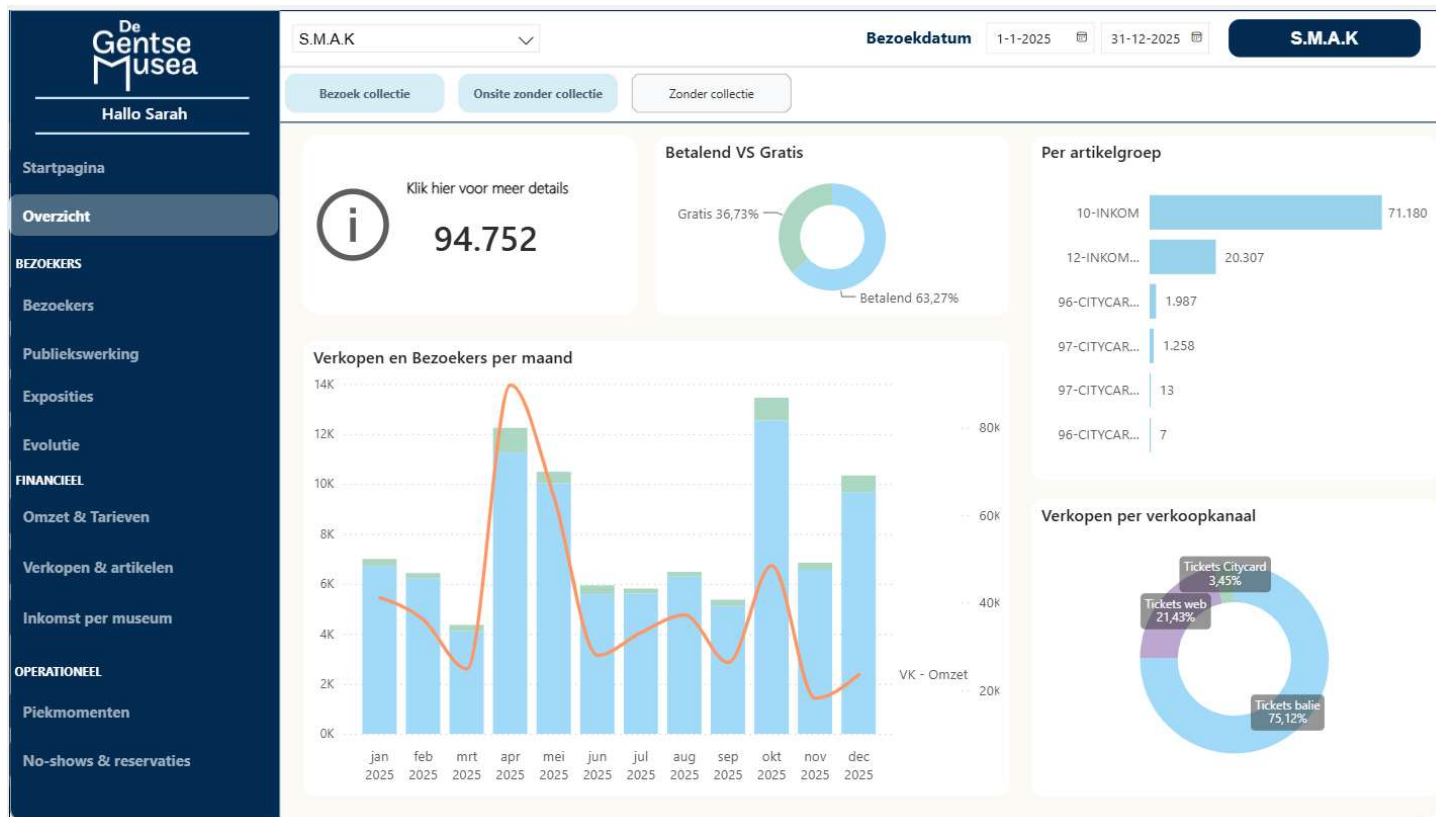 De
Gentse
Musea
Hallo Sarah
Startpagina
Overzicht
BEZOEKERS
Bezoekers
Publiekswerking
Exposities
Evolutie
FINANCIEEL
Omzet & Tarieven
Verkopen & artikelen
Inkomst per museum
OPERATIONEEL
Piekmomenten
No-shows & reservaties
S.M.A.K
Bezoekdatum 1-1-2025 31-12-2025
S.M.A.K
Bezoek collectie
Onsite zonder collectie
Zonder collectie
Klik hier voor meer details
94.752
Betalend VS Gratis
Gratis 36,73%
Betalend 63,27%
Per artikelgroep
10-INKOM 71.180
12-INKOM... 20.307
96-CITYCAR... 1.987
97-CITYCAR... 1.258
97-CITYCAR... 13
96-CITYCAR... 7
Verkopen en Bezoekers per maand
14K
12K
10K
8K
6K
4K
2K
0K
80K
60K
40K
20K
VK - Omzet
jan feb mrt apr mei jun jul aug sep okt nov dec
2025 2025 2025 2025 2025 2025 2025 2025 2025 2025 2025 2025
Verkopen per verkoopkanaal
Tickets Citycard
3,45%
Tickets web
21,43%
Tickets balie
75,12%